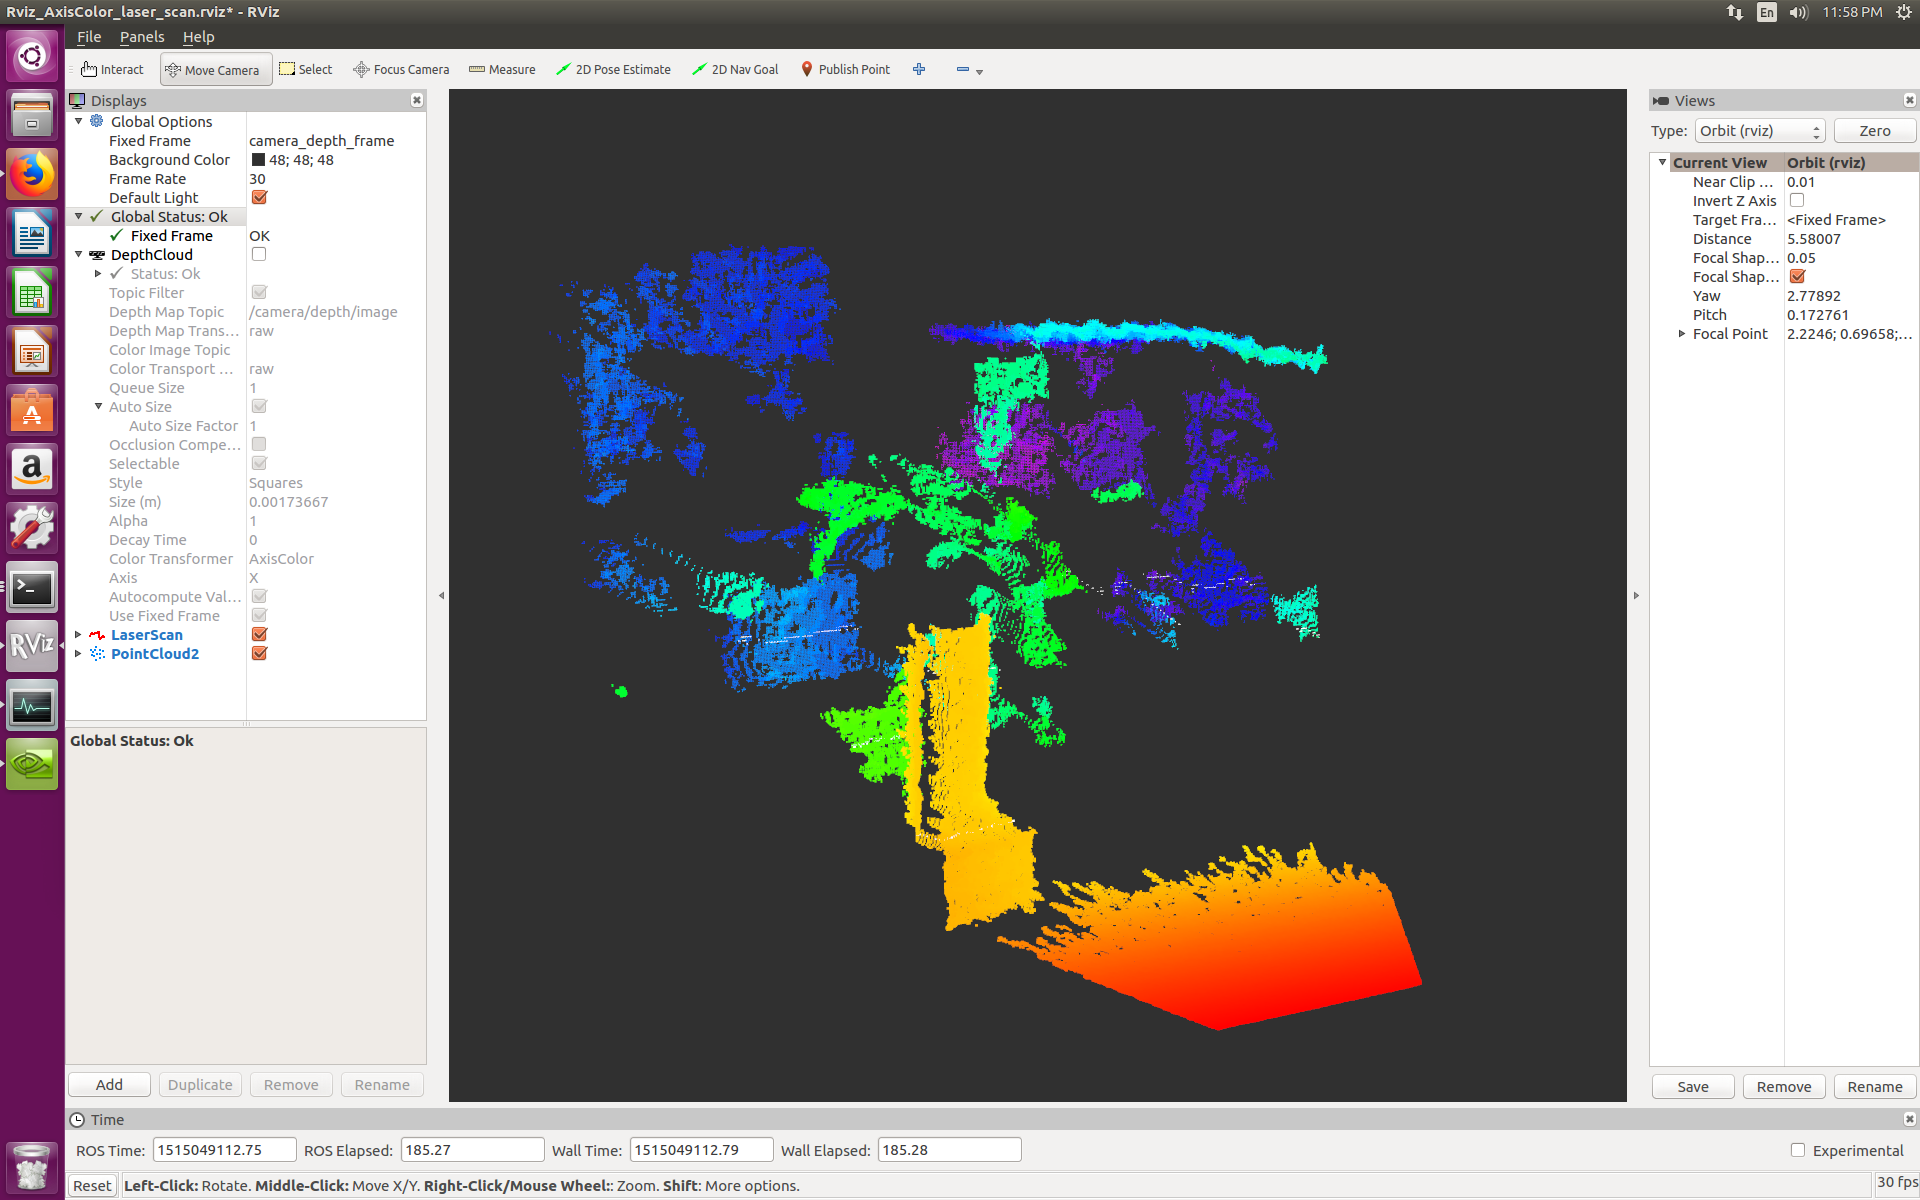 Rviz_AxisColor_laser_scan.rviz* - RViz
En
11:58 PM
File Panels Help
Interact Move Camera Select Focus Camera Measure 2D Pose Estimate 2D Nav Goal Publish Point
Displays
Global Options
Fixed Frame camera_depth_frame
Background Color 48; 48; 48
Frame Rate 30
Default Light
Global Status: Ok
Fixed Frame OK
DepthCloud
Status: Ok
Topic Filter
Depth Map Topic /camera/depth/image
Depth Map Trans... raw
Color Image Topic
Color Transport ... raw
Queue Size 1
Auto Size
Auto Size Factor 1
Occlusion Compe...
Selectable
Style Squares
Size (m) 0.00173667
Alpha 1
Decay Time 0
Color Transformer AxisColor
Axis X
Autocompute Val...
Use Fixed Frame
LaserScan
PointCloud2
Global Status: Ok
Add Duplicate Remove Rename
Views
Type: Orbit (rviz) Zero
Current View Orbit (rviz)
Near Clip ... 0.01
Invert Z Axis
Target Fra... <Fixed Frame>
Distance 5.58007
Focal Shap... 0.05
Focal Shap...
Yaw 2.77892
Pitch 0.172761
Focal Point 2.2246; 0.69658;...
Save Remove Rename
a
RViz
Time
ROS Time: 1515049112.75 ROS Elapsed: 185.27 Wall Time: 1515049112.79 Wall Elapsed: 185.28 Experimental
Reset Left-Click: Rotate. Middle-Click: Move X/Y. Right-Click/Mouse Wheel:: Zoom. Shift: More options. 30 fps